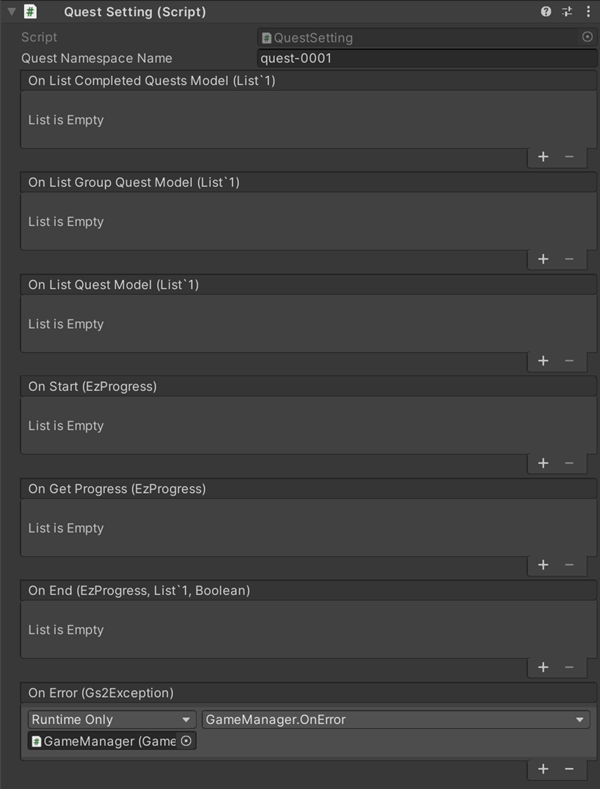 Quest Setting (Script)
Script QuestSetting
Quest Namespace Name quest-0001
On List Completed Quests Model (List`1)
List is Empty
+ −
On List Group Quest Model (List`1)
List is Empty
+ −
On List Quest Model (List`1)
List is Empty
+ −
On Start (EzProgress)
List is Empty
+ −
On Get Progress (EzProgress)
List is Empty
+ −
On End (EzProgress, List`1, Boolean)
List is Empty
+ −
On Error (Gs2Exception)
Runtime Only GameManager.OnError
GameManager (Game
+ −